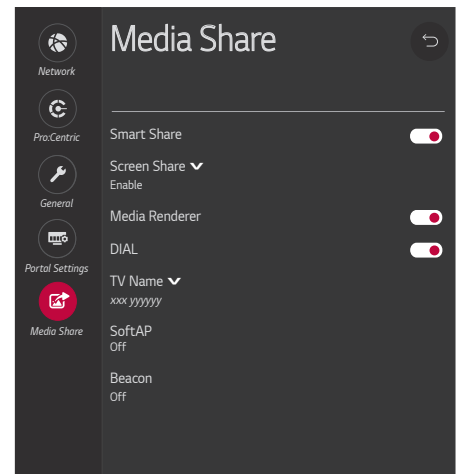 Media Share
Network
Pro:Centric
General
Portal Settings
Media Share
Smart Share
Screen Share
Enable
Media Renderer
DIAL
TV Name
xxx yyyyyy
SoftAP
Off
Beacon
Off